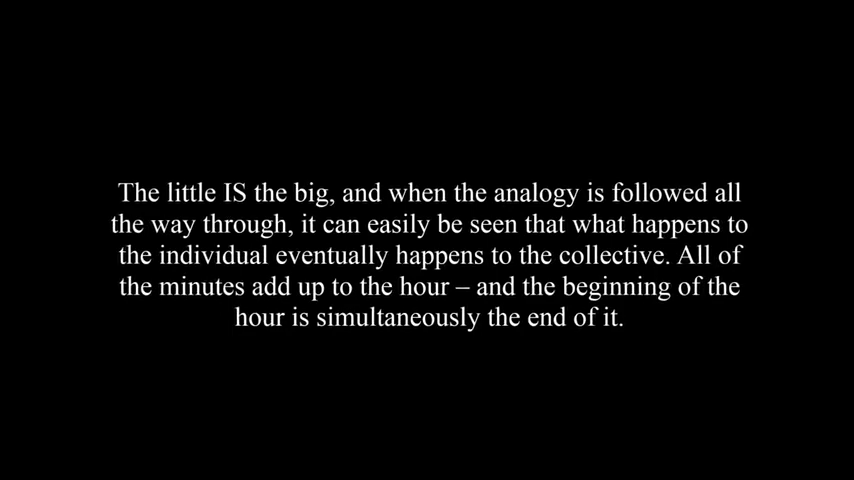 The little IS the big, and when the analogy is followed all
the way through, it can easily be seen that what happens to
the individual eventually happens to the collective. All of
the minutes add up to the hour – and the beginning of the
hour is simultaneously the end of it.